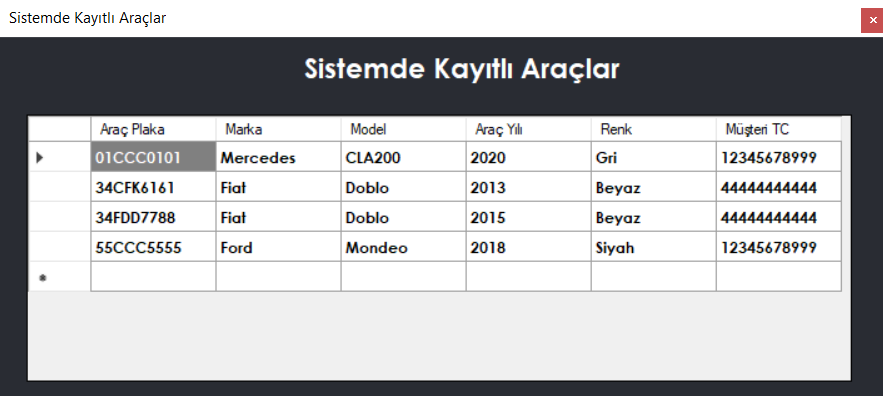 Sistemde Kayıtlı Araçlar
Sistemde Kayıtlı Araçlar
Araç Plaka Marka Model Araç Yılı Renk Müşteri TC
01CCC0101 Mercedes CLA200 2020 Gri 12345678999
34CFK6161 Fiat Doblo 2013 Beyaz 44444444444
34FDD7788 Fiat Doblo 2015 Beyaz 44444444444
55CCC5555 Ford Mondeo 2018 Siyah 12345678999